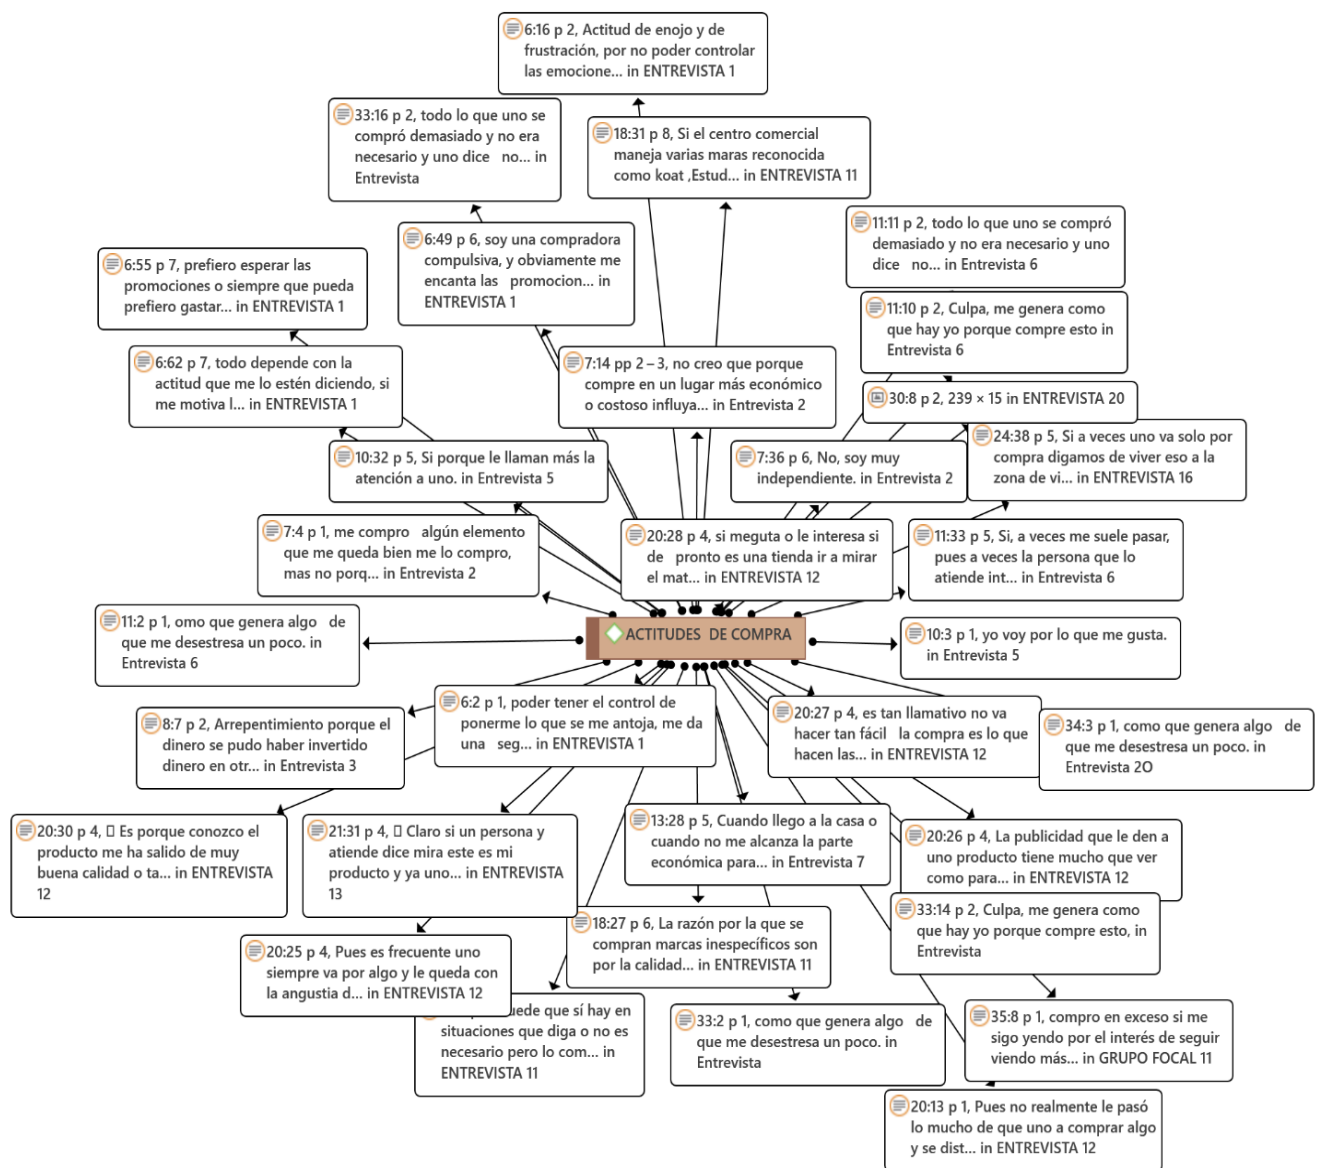 6:16 p 2, Actitud de enojo y de
frustración, por no poder controlar
las emocione... in ENTREVISTA 1
33:16 p 2, todo lo que uno se
compró demasiado y no era
necesario y uno dice no... in
Entrevista
18:31 p 8, Si el centro comercial
maneja varias maras reconocida
como koat ,Estud... in ENTREVISTA 11
11:11 p 2, todo lo que uno se compró
demasiado y no era necesario y uno
dice no... in Entrevista 6
6:49 p 6, soy una compradora
compulsiva, y obviamente me
encanta las promocion... in
ENTREVISTA 1
6:55 p 7, prefiero esperar las
promociones o siempre que pueda
prefiero gastar... in ENTREVISTA 1
11:10 p 2, Culpa, me genera como
que hay yo porque compre esto in
Entrevista 6
6:62 p 7, todo depende con la
actitud que me lo estén diciendo, si
me motiva l... in ENTREVISTA 1
7:14 pp 2 – 3, no creo que porque
compre en un lugar más económico
o costoso influya... in Entrevista 2
30:8 p 2, 239 × 15 in ENTREVISTA 20
24:38 p 5, Si a veces uno va solo por
compra digamos de viver eso a la
zona de vi... in ENTREVISTA 16
10:32 p 5, Si porque le llaman más la
atención a uno. in Entrevista 5
7:36 p 6, No, soy muy
independiente. in Entrevista 2
7:4 p 1, me compro algún elemento
que me queda bien me lo compro,
mas no porq... in Entrevista 2
20:28 p 4, si meguta o le interesa si
de pronto es una tienda ir a mirar
el mat... in ENTREVISTA 12
11:33 p 5, Si, a veces me suele pasar,
pues a veces la persona que lo
atiende int... in Entrevista 6
11:2 p 1, omo que genera algo de
que me desestresa un poco. in
Entrevista 6
ACTITUDES DE COMPRA
10:3 p 1, yo voy por lo que me gusta.
in Entrevista 5
6:2 p 1, poder tener el control de
ponerme lo que se me antoja, me da
una seg... in ENTREVISTA 1
8:7 p 2, Arrepentimiento porque el
dinero se pudo haber invertido
dinero en otr... in Entrevista 3
20:27 p 4, es tan llamativo no va
hacer tan fácil la compra es lo que
hacen las... in ENTREVISTA 12
34:3 p 1, como que genera algo de
que me desestresa un poco. in
Entrevista 2O
20:30 p 4, Es porque conozco el
producto me ha salido de muy
buena calidad o ta... in ENTREVISTA
12
21:31 p 4, Claro si un persona y
atiende dice mira este es mi
producto y ya uno... in ENTREVISTA
13
13:28 p 5, Cuando llego a la casa o
cuando no me alcanza la parte
económica para... in Entrevista 7
20:26 p 4, La publicidad que le den a
uno producto tiene mucho que ver
como para... in ENTREVISTA 12
33:14 p 2, Culpa, me genera como
que hay yo porque compre esto, in
Entrevista
18:27 p 6, La razón por la que se
compran marcas inespecíficos son
por la calidad... in ENTREVISTA 11
20:25 p 4, Pues es frecuente uno
siempre va por algo y le queda con
la angustia d... in ENTREVISTA 12
que sí hay en
situaciones que diga o no es
necesario pero lo com... in
ENTREVISTA 11
33:2 p 1, como que genera algo de
que me desestresa un poco. in
Entrevista
35:8 p 1, compro en exceso si me
sigo yendo por el interés de seguir
viendo más... in GRUPO FOCAL 11
20:13 p 1, Pues no realmente le pasó
lo mucho de que uno a comprar algo
y se dist... in ENTREVISTA 12